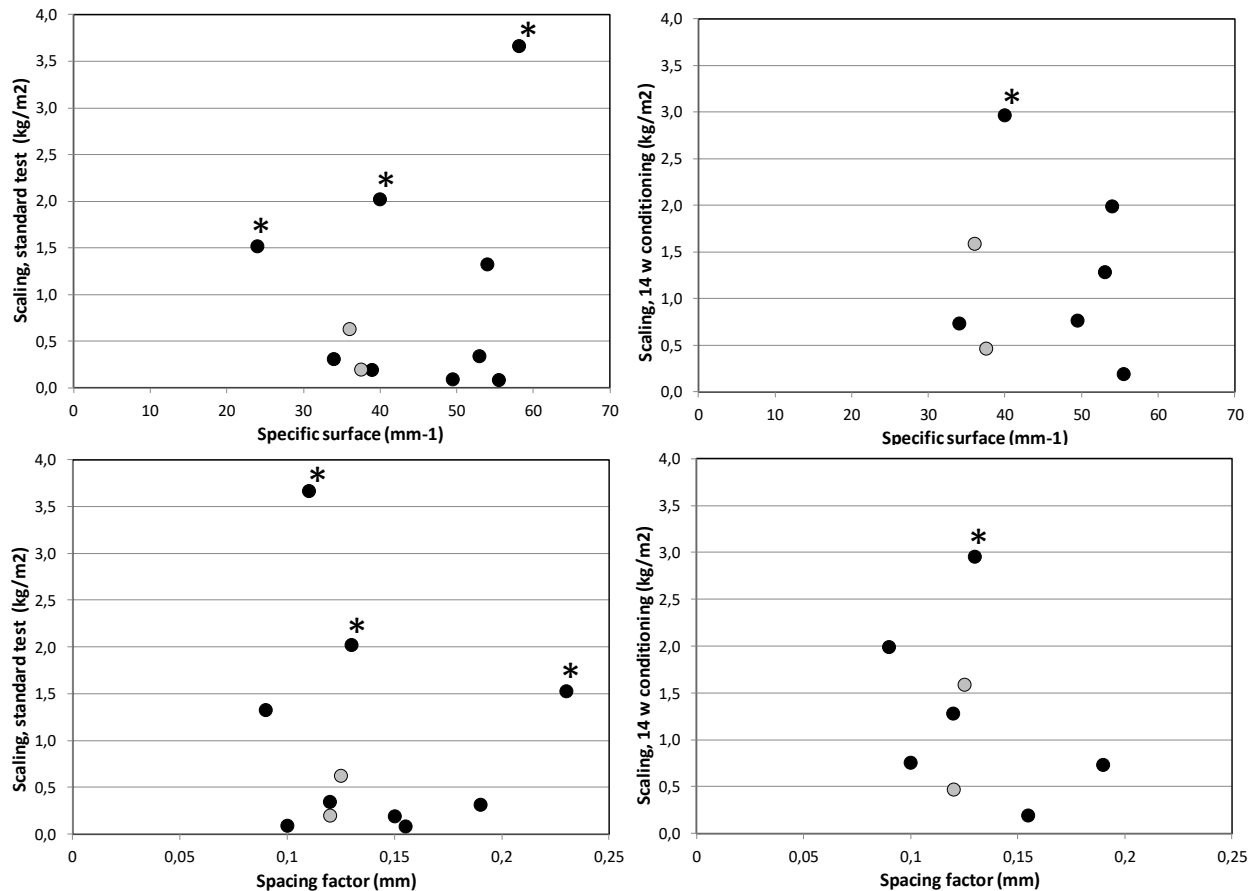 Scaling, standard test (kg/m2)
4,0
3,5
3,0
2,5
2,0
1,5
1,0
0,5
0,0
* * *
0 10 20 30 40 50 60 70
Specific surface (mm-1)
Scaling, 14 w conditioning (kg/m2)
4,0
3,5
3,0
2,5
2,0
1,5
1,0
0,5
0,0
*
0 10 20 30 40 50 60 70
Specific surface (mm-1)
Scaling, standard test (kg/m2)
4,0
3,5
3,0
2,5
2,0
1,5
1,0
0,5
0,0
* * *
0 0,05 0,1 0,15 0,2 0,25
Spacing factor (mm)
Scaling, 14 w conditioning (kg/m2)
4,0
3,5
3,0
2,5
2,0
1,5
1,0
0,5
0,0
*
0 0,05 0,1 0,15 0,2 0,25
Spacing factor (mm)